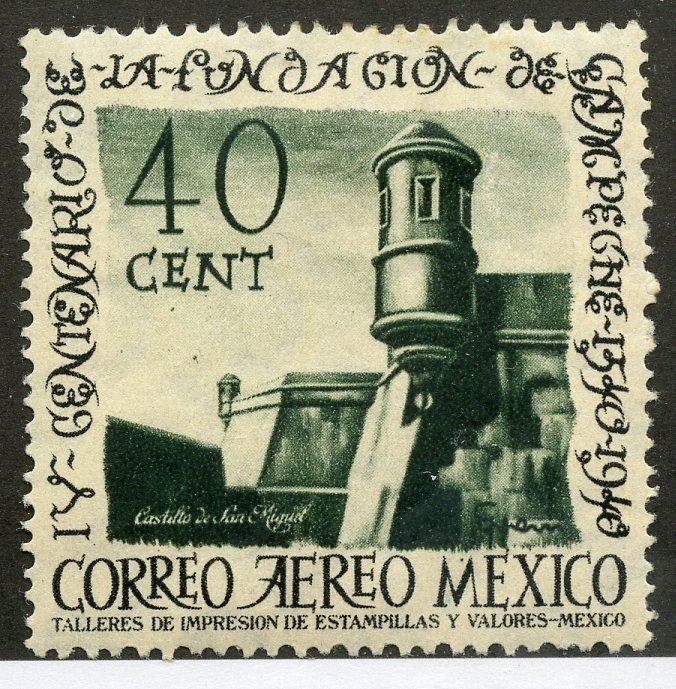 IV-CENTENARIO-DE-LA-FUNDACION-DE CAMPECHE-1540-1940
40
CENT
Castillo de San Miguel
CORREO AEREO MEXICO
TALLERES DE IMPRESION DE ESTAMPILLAS Y VALORES-MEXICO